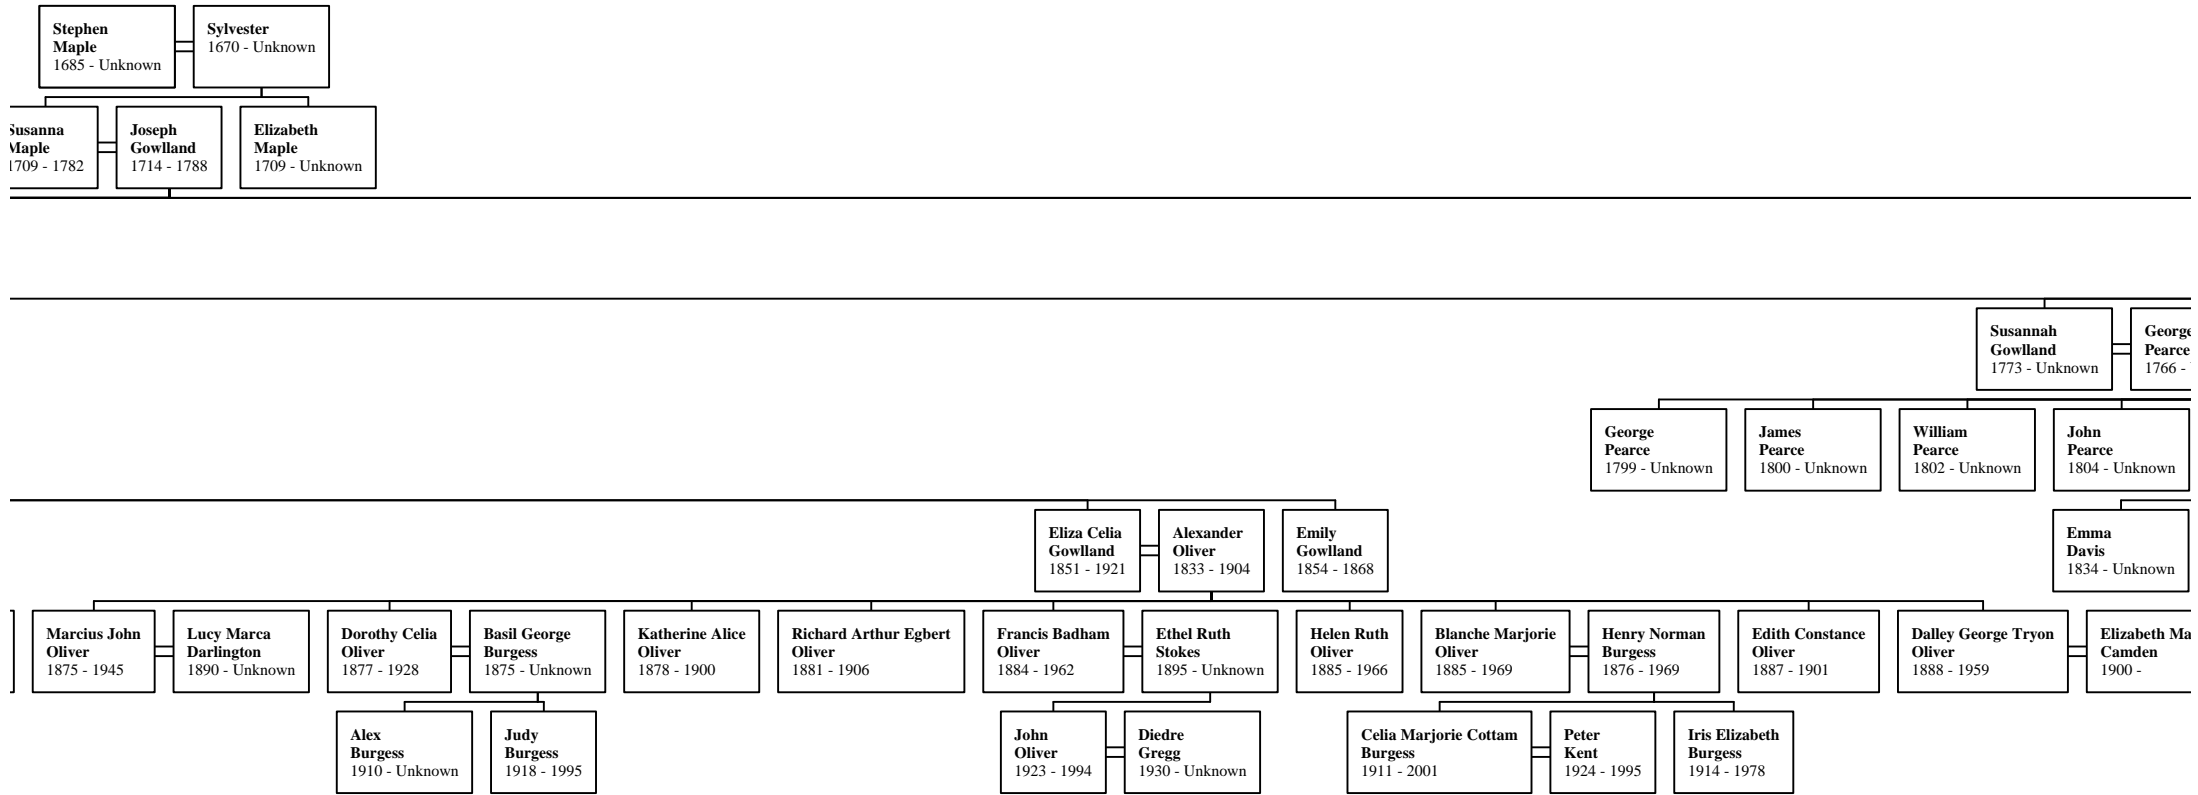 Stephen
Maple
1685 - Unknown
Sylvester
1670 - Unknown
Susanna
Maple
1709 - 1782
Joseph
Gowlland
1714 - 1788
Elizabeth
Maple
1709 - Unknown
Susannah
Gowlland
1773 - Unknown
George
Pearce
1766 -
George
Pearce
1799 - Unknown
James
Pearce
1800 - Unknown
William
Pearce
1802 - Unknown
John
Pearce
1804 - Unknown
Eliza Celia
Gowlland
1851 - 1921
Alexander
Oliver
1833 - 1904
Emily
Gowlland
1854 - 1868
Emma
Davis
1834 - Unknown
Marcius John
Oliver
1875 - 1945
Lucy Marca
Darlington
1890 - Unknown
Dorothy Celia
Oliver
1877 - 1928
Basil George
Burgess
1875 - Unknown
Katherine Alice
Oliver
1878 - 1900
Richard Arthur Egbert
Oliver
1881 - 1906
Francis Badham
Oliver
1884 - 1962
Ethel Ruth
Stokes
1895 - Unknown
Helen Ruth
Oliver
1885 - 1966
Blanche Marjorie
Oliver
1885 - 1969
Henry Norman
Burgess
1876 - 1969
Edith Constance
Oliver
1887 - 1901
Dalley George Tryon
Oliver
1888 - 1959
Elizabeth Ma
Camden
1900 -
Alex
Burgess
1910 - Unknown
Judy
Burgess
1918 - 1995
John
Oliver
1923 - 1994
Diedre
Gregg
1930 - Unknown
Celia Marjorie Cottam
Burgess
1911 - 2001
Peter
Kent
1924 - 1995
Iris Elizabeth
Burgess
1914 - 1978